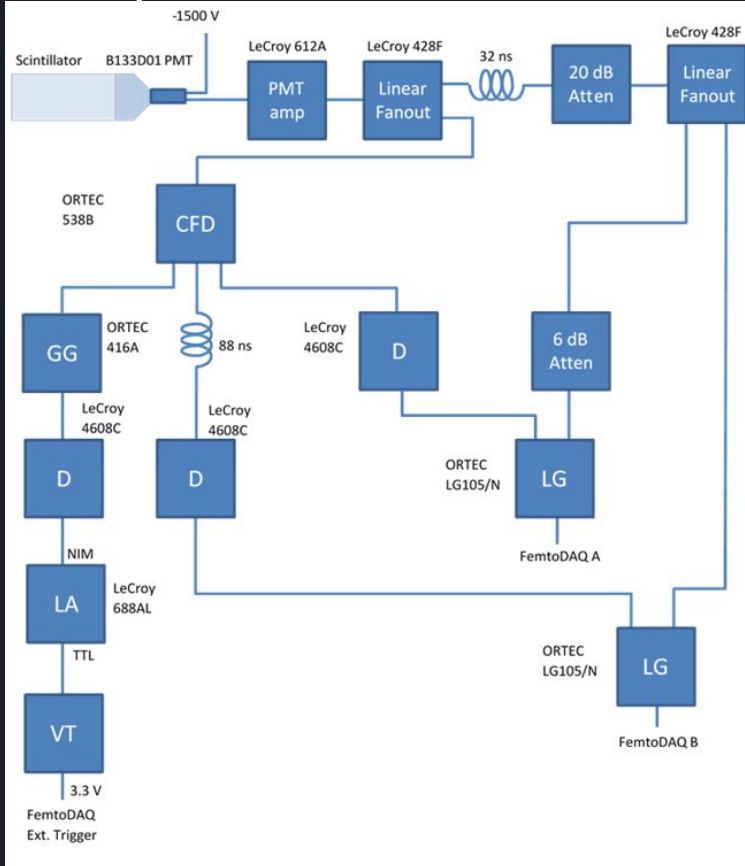 -1500 V
Scintillator
B133D01 PMT
LeCroy 612A
LeCroy 428F
32 ns
LeCroy 428F
PMT
amp
Linear
Fanout
20 dB
Atten
Linear
Fanout
ORTEC
538B
CFD
ORTEC
416A
GG
88 ns
LeCroy
4608C
D
6 dB
Atten
LeCroy
4608C
D
LeCroy
4608C
D
ORTEC
LG105/N
LG
FemtoDAQ A
NIM
LA
LeCroy
688AL
TTL
ORTEC
LG105/N
LG
FemtoDAQ B
VT
3.3 V
FemtoDAQ
Ext. Trigger